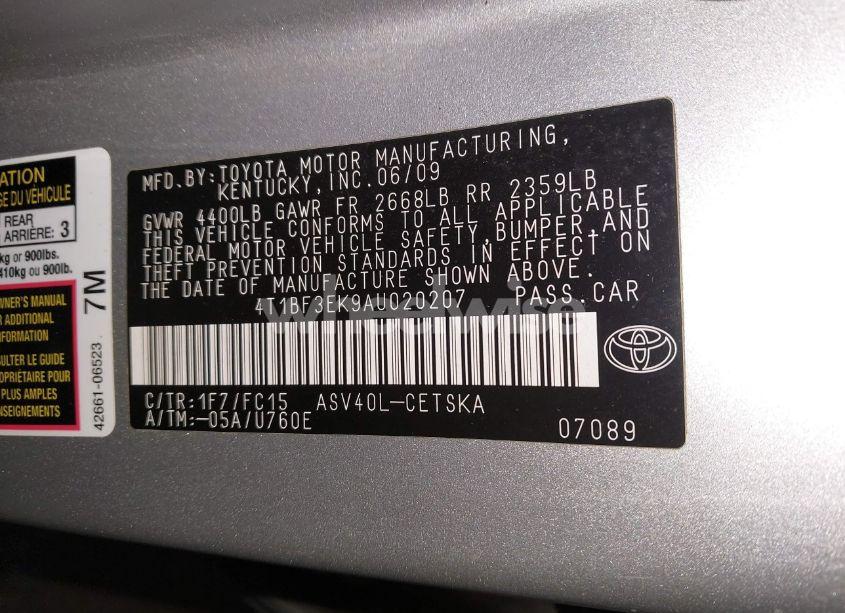 ATION
GE DU VÉHICULE
REAR
ARRIÈRE: 3
kg or 900lbs.
410kg ou 900lb.
WNER'S MANUAL
R ADDITIONAL
NFORMATION
SULTER LE GUIDE
OPRIÉTAIRE POUR
PLUS AMPLES
SEIGNEMENTS
7M
42661-06523
MFD.BY:TOYOTA MOTOR MANUFACTURING,
KENTUCKY, INC.06/09
GVWR 4400LB GAWR FR 2668LB RR 2359LB
THIS VEHICLE CONFORMS TO ALL APPLICABLE
FEDERAL MOTOR VEHICLE SAFETY, BUMPER, AND
THEFT PREVENTION STANDARDS IN EFFECT ON
THE DATE OF MANUFACTURE SHOWN ABOVE.
4T1BF3EK9AU020207 PASS.CAR
wheelwise
C/TR:1F7/FC15 ASV40L-CETSKA
A/TM:-05A/U760E
07089